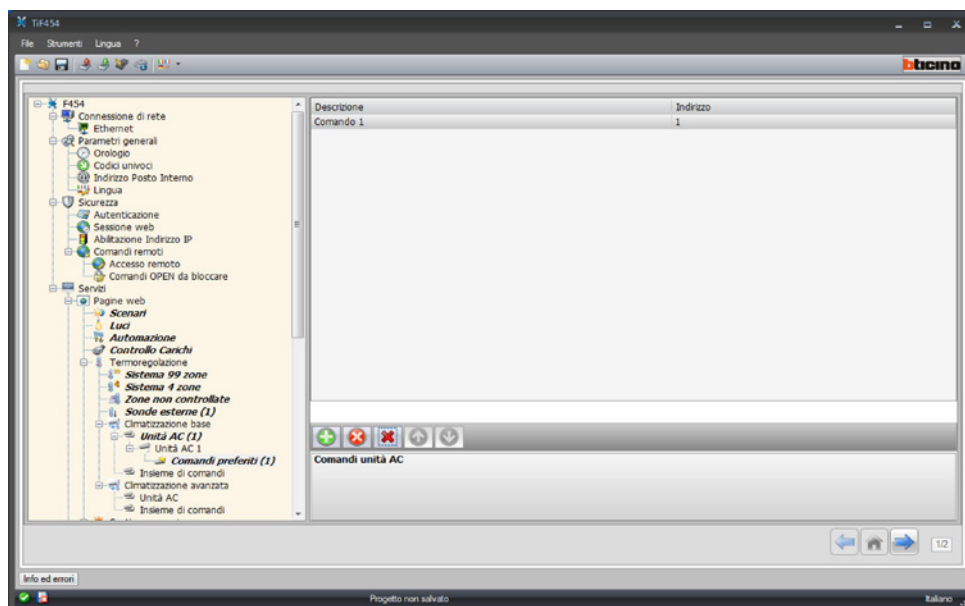 TiF454
File Strumenti Lingua ?
bticino
F454
Connessione di rete
Ethernet
Parametri generali
Orologio
Codici univoci
Indirizzo Posto Interno
Lingua
Sicurezza
Autenticazione
Sessione web
Abilitazione Indirizzo IP
Comandi remoti
Accesso remoto
Comandi OPEN da bloccare
Servizi
Pagine web
Scenari
Luci
Automazione
Controllo Carichi
Termoregolazione
Sistema 99 zone
Sistema 4 zone
Zone non controllate
Sonde esterne (1)
Climatizzazione base
Unità AC (1)
Unità AC 1
Comandi preferiti (1)
Insieme di comandi
Climatizzazione avanzata
Unità AC
Insieme di comandi
Descrizione Indirizzo
Comando 1 1
Comandi unità AC
1/2
Info ed errori
Progetto non salvato Italiano